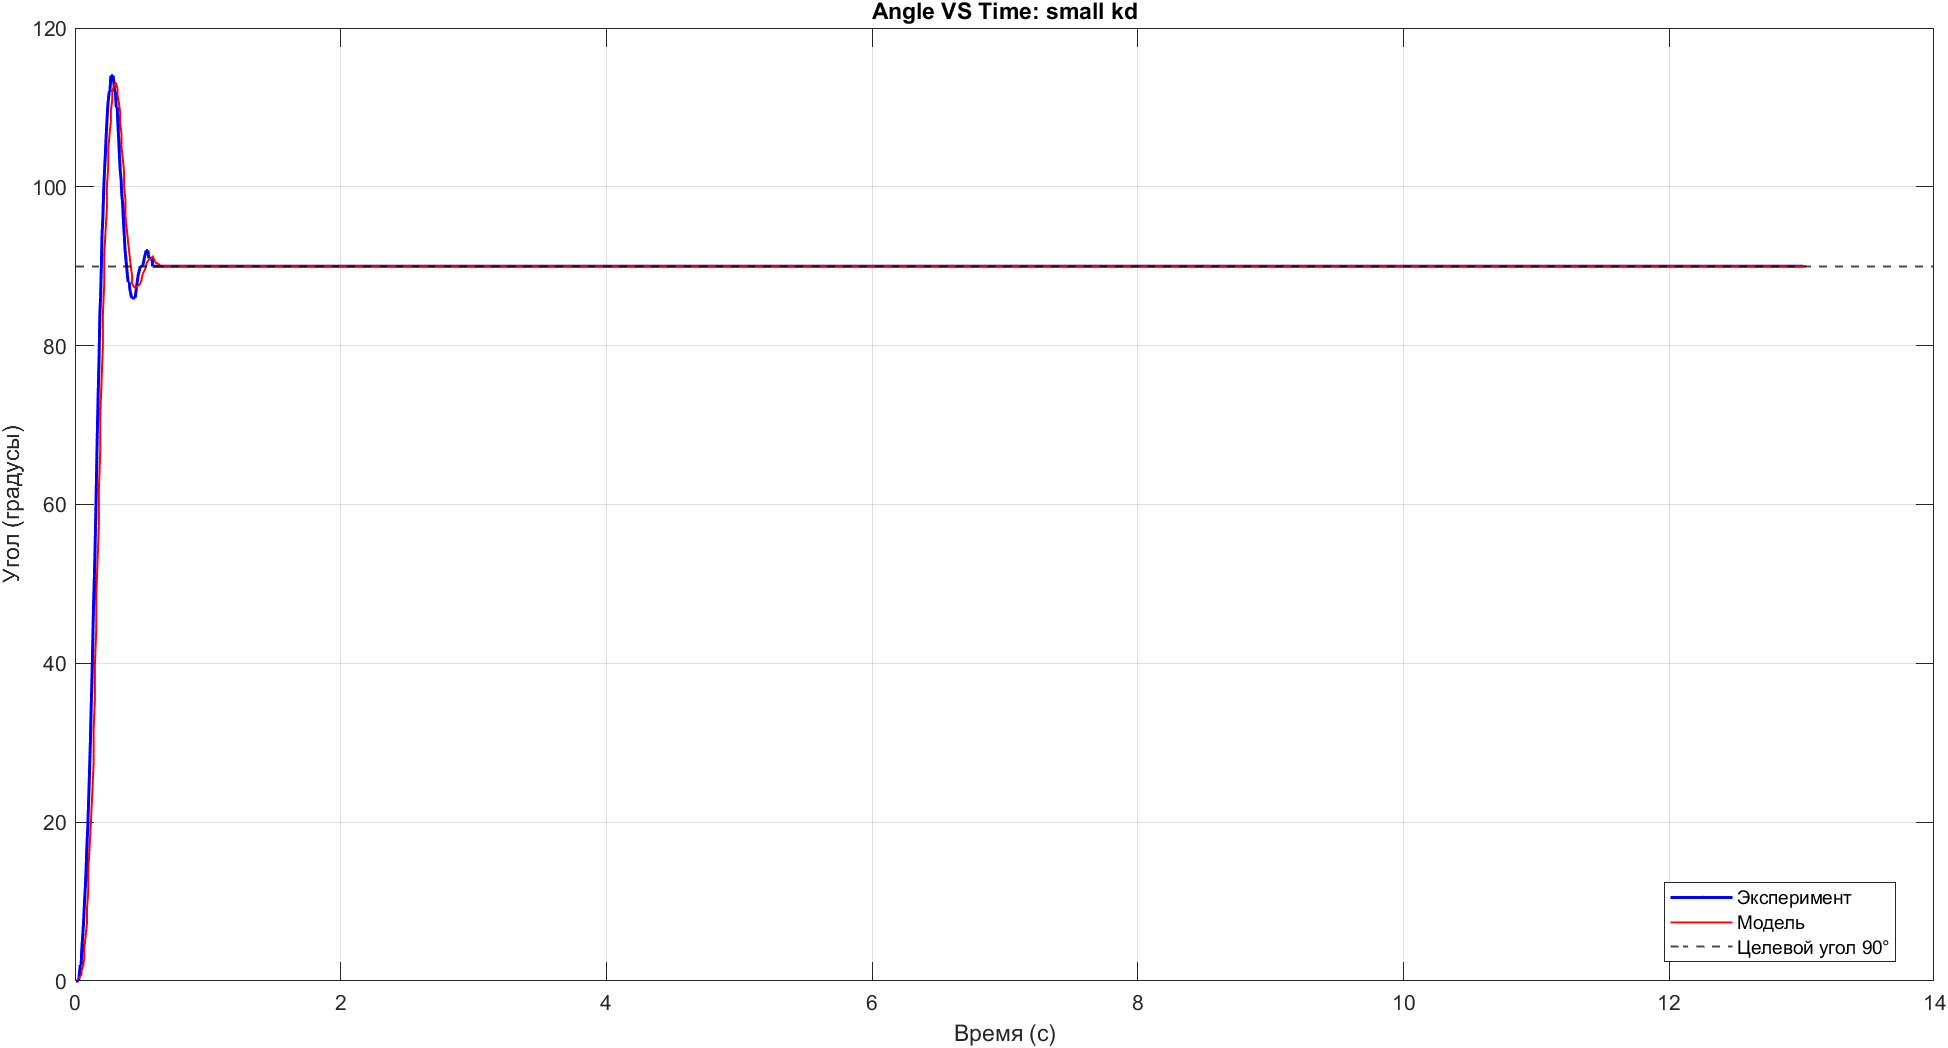 Angle VS Time: small kd
120
100
80
60
40
20
0
Угол (градусы)
0 2 4 6 8 10 12 14
Время (с)
Эксперимент
Модель
Целевой угол 90°